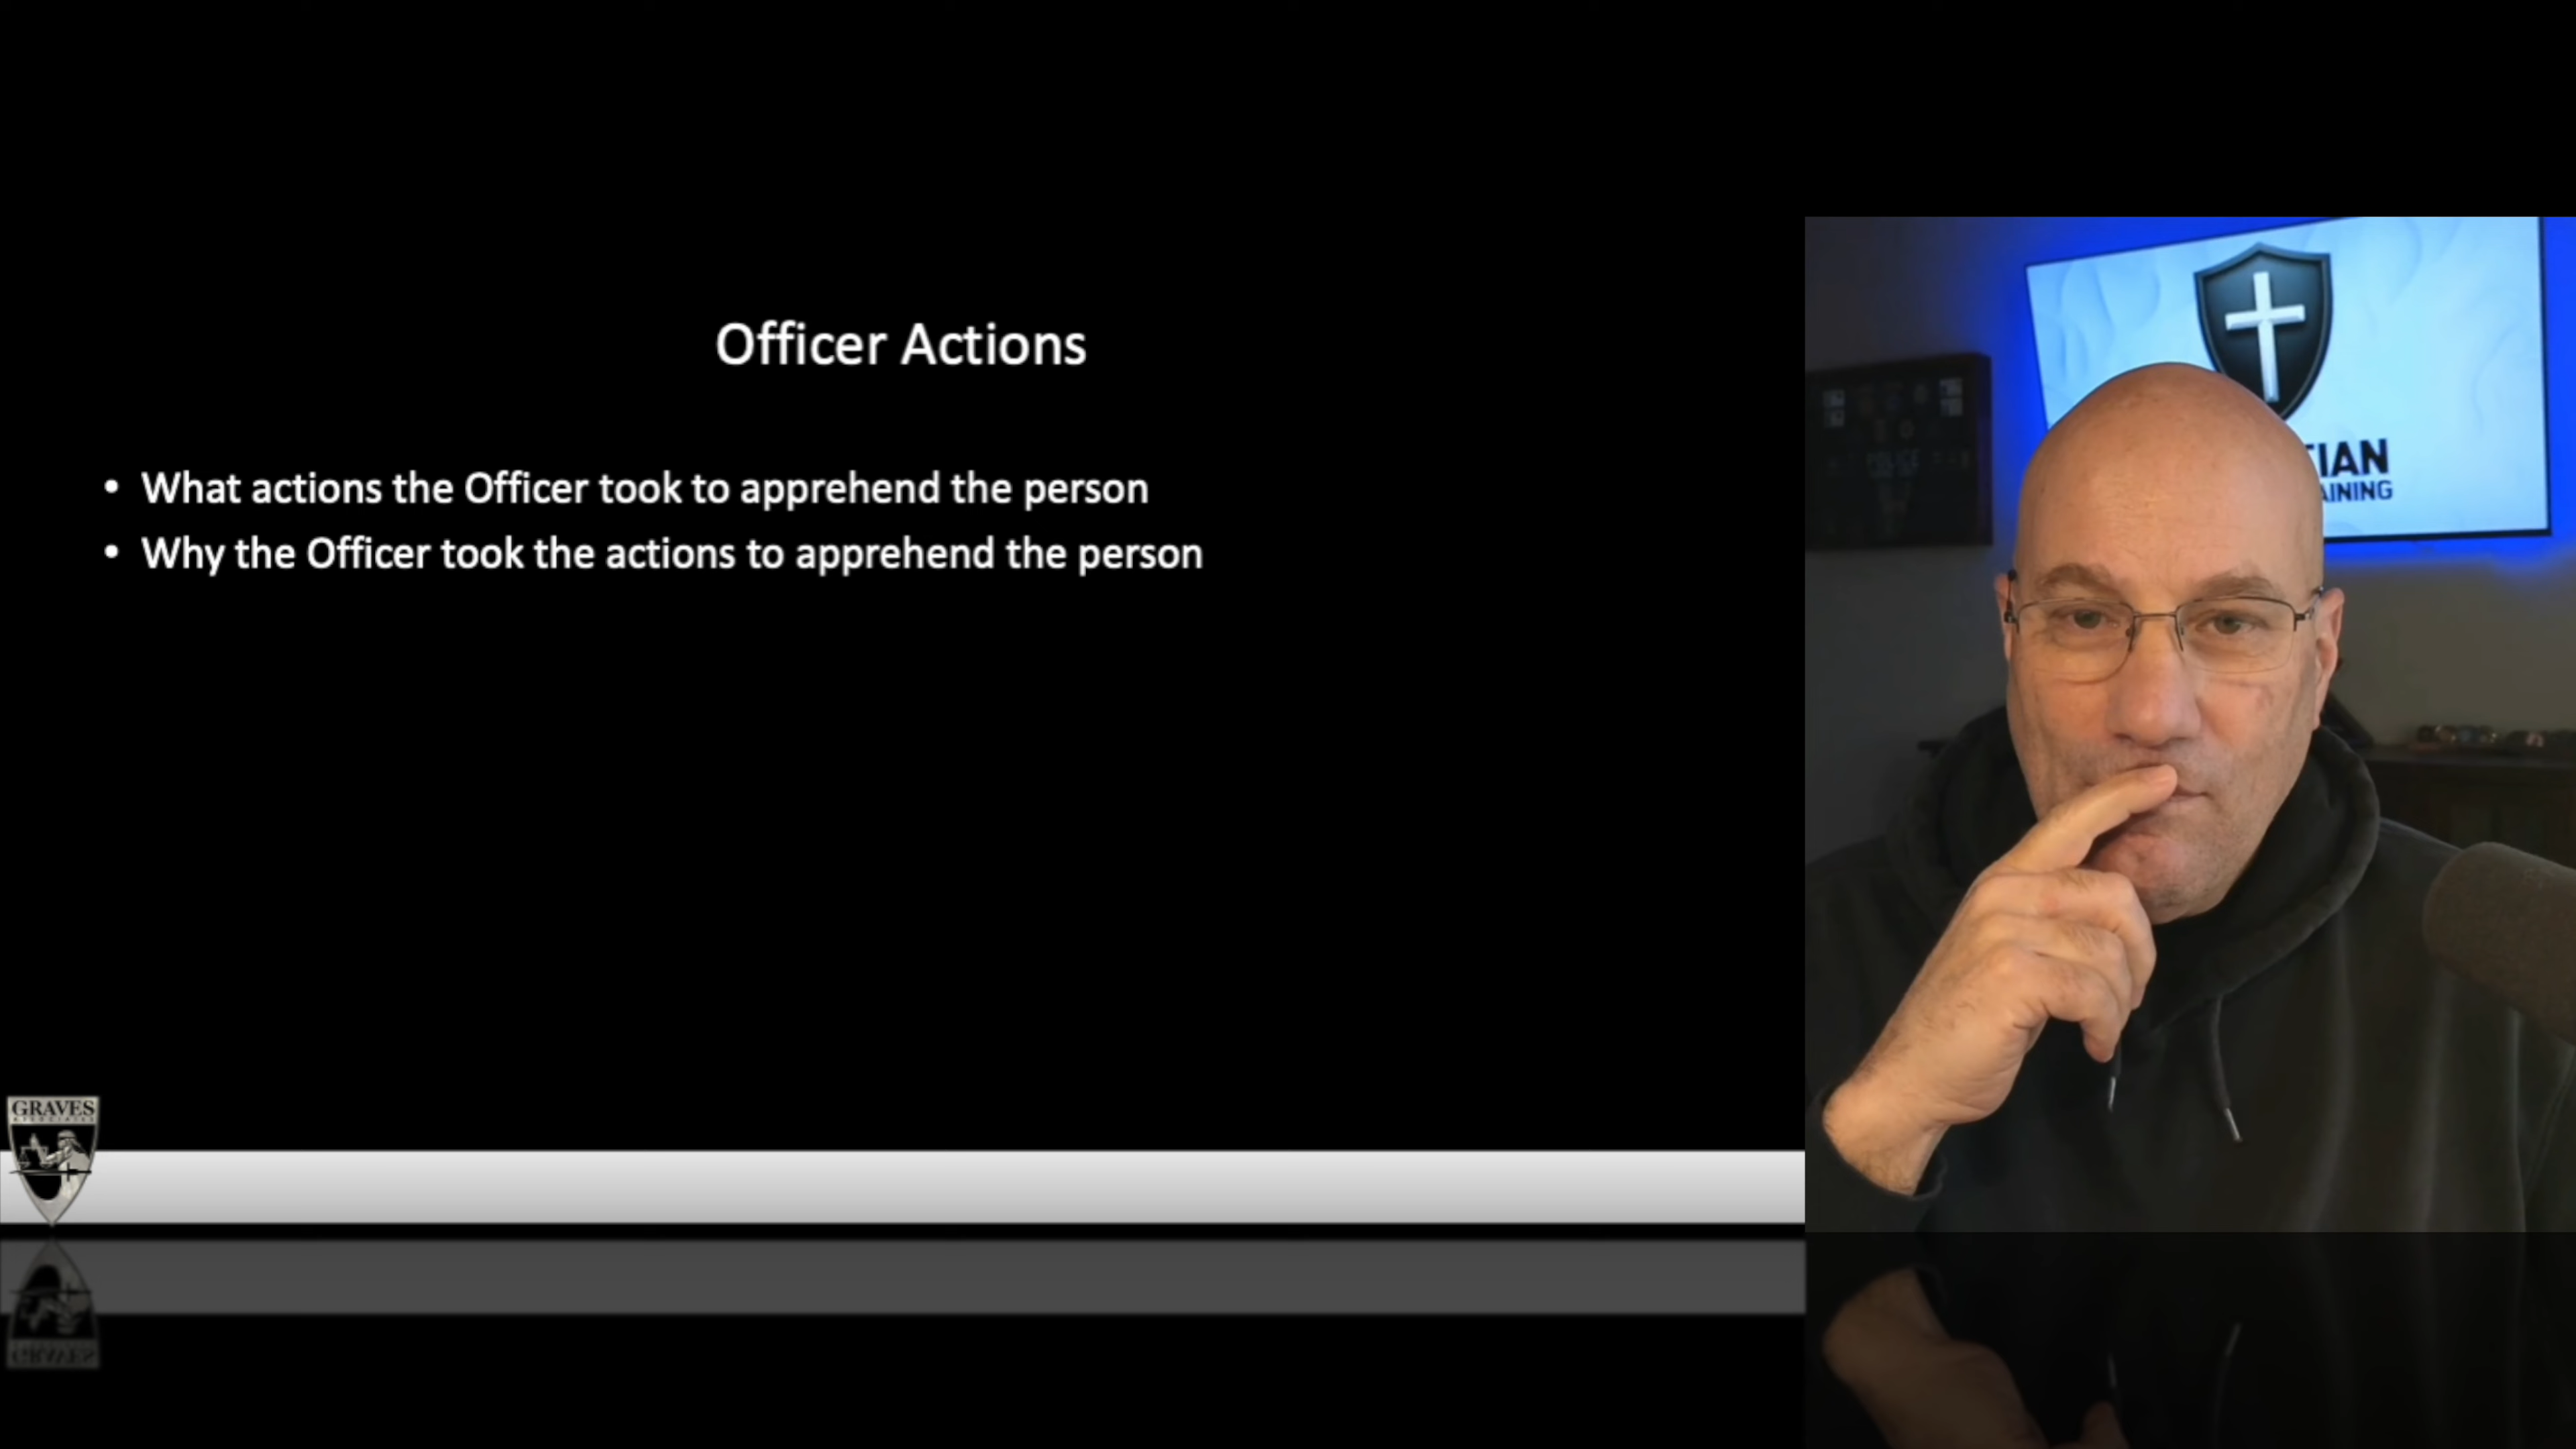 Officer Actions
• What actions the Officer took to apprehend the person
• Why the Officer took the actions to apprehend the person
TIAN
AINING
GRAVES